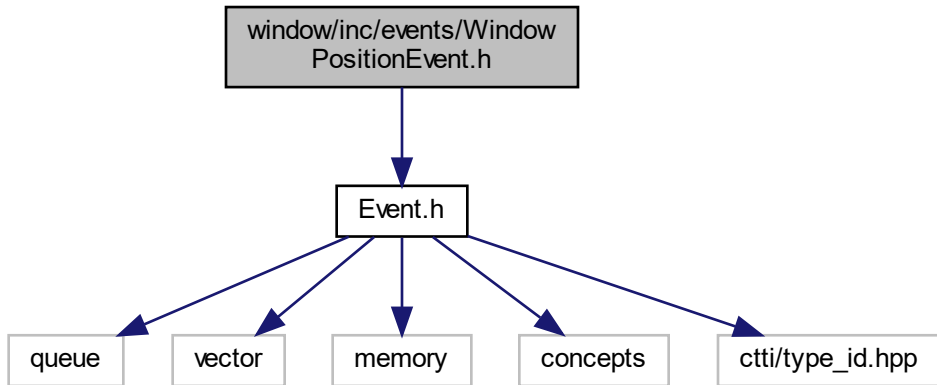 window/inc/events/Window
PositionEvent.h
Event.h
queue
vector
memory
concepts
ctti/type_id.hpp